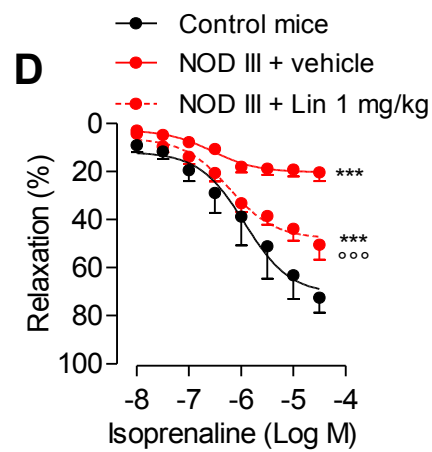 Control mice
D
NOD III + vehicle
NOD III + Lin 1 mg/kg
0
20
40
60
80
100
Relaxation (%)
***
***
°°°
-8 -7 -6 -5 -4 -3
Isoprenaline (Log M)